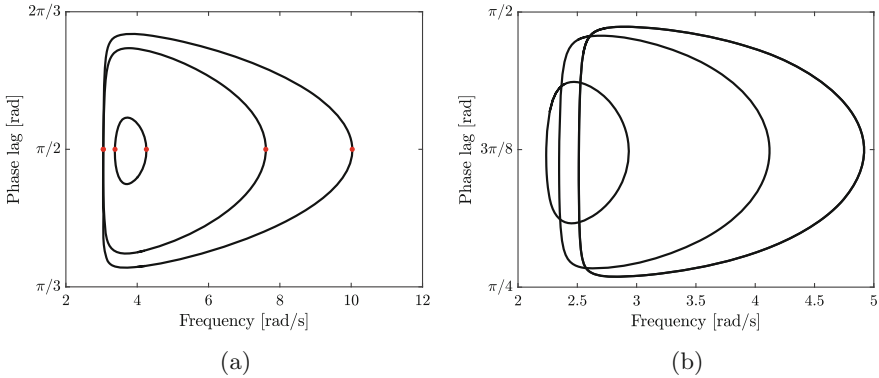 2π/3
π/2
π/3
Phase lag [rad]
2 4 6 8 10 12
Frequency [rad/s]
(a)
π/2
3π/8
π/4
Phase lag [rad]
2 2.5 3 3.5 4 4.5 5
Frequency [rad/s]
(b)